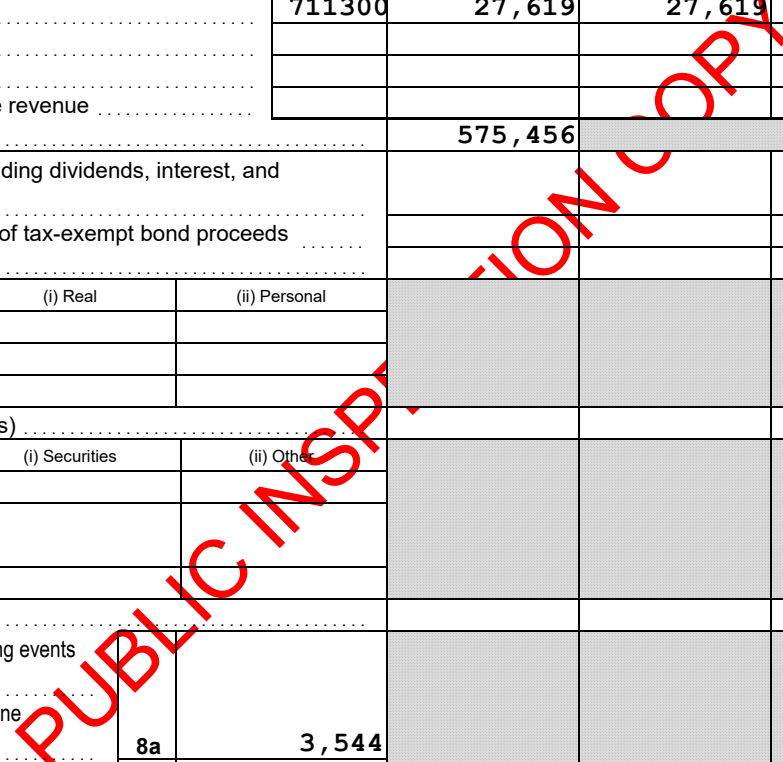 711300 27,619 27,619
e revenue
575,456
ding dividends, interest, and
of tax-exempt bond proceeds
(i) Real (ii) Personal
s)
(i) Securities (ii) Other
ng events
ne
8a 3,544
PUBLIC INSPECTION COPY